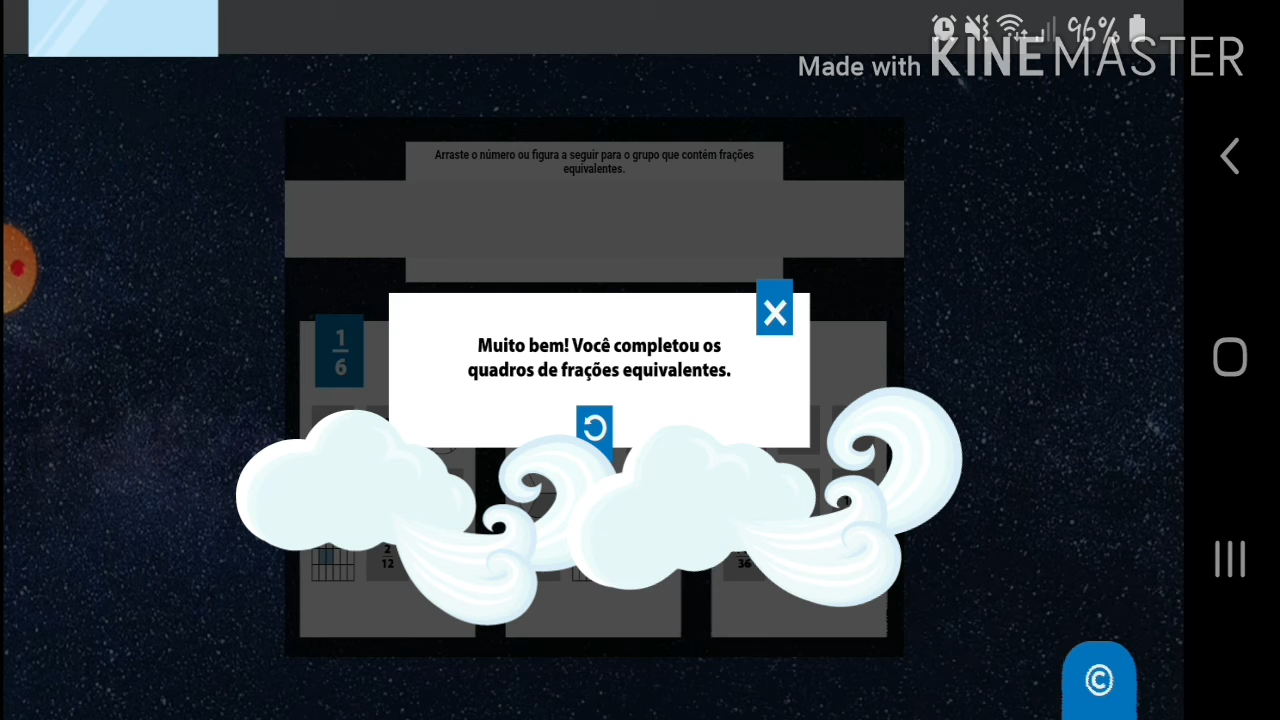 96%
Made with KINEMASTER
Arraste o número ou figura a seguir para o grupo que contém frações
equivalentes.
Muito bem! Você completou os
quadros de frações equivalentes.
1
6
2
12
36
©